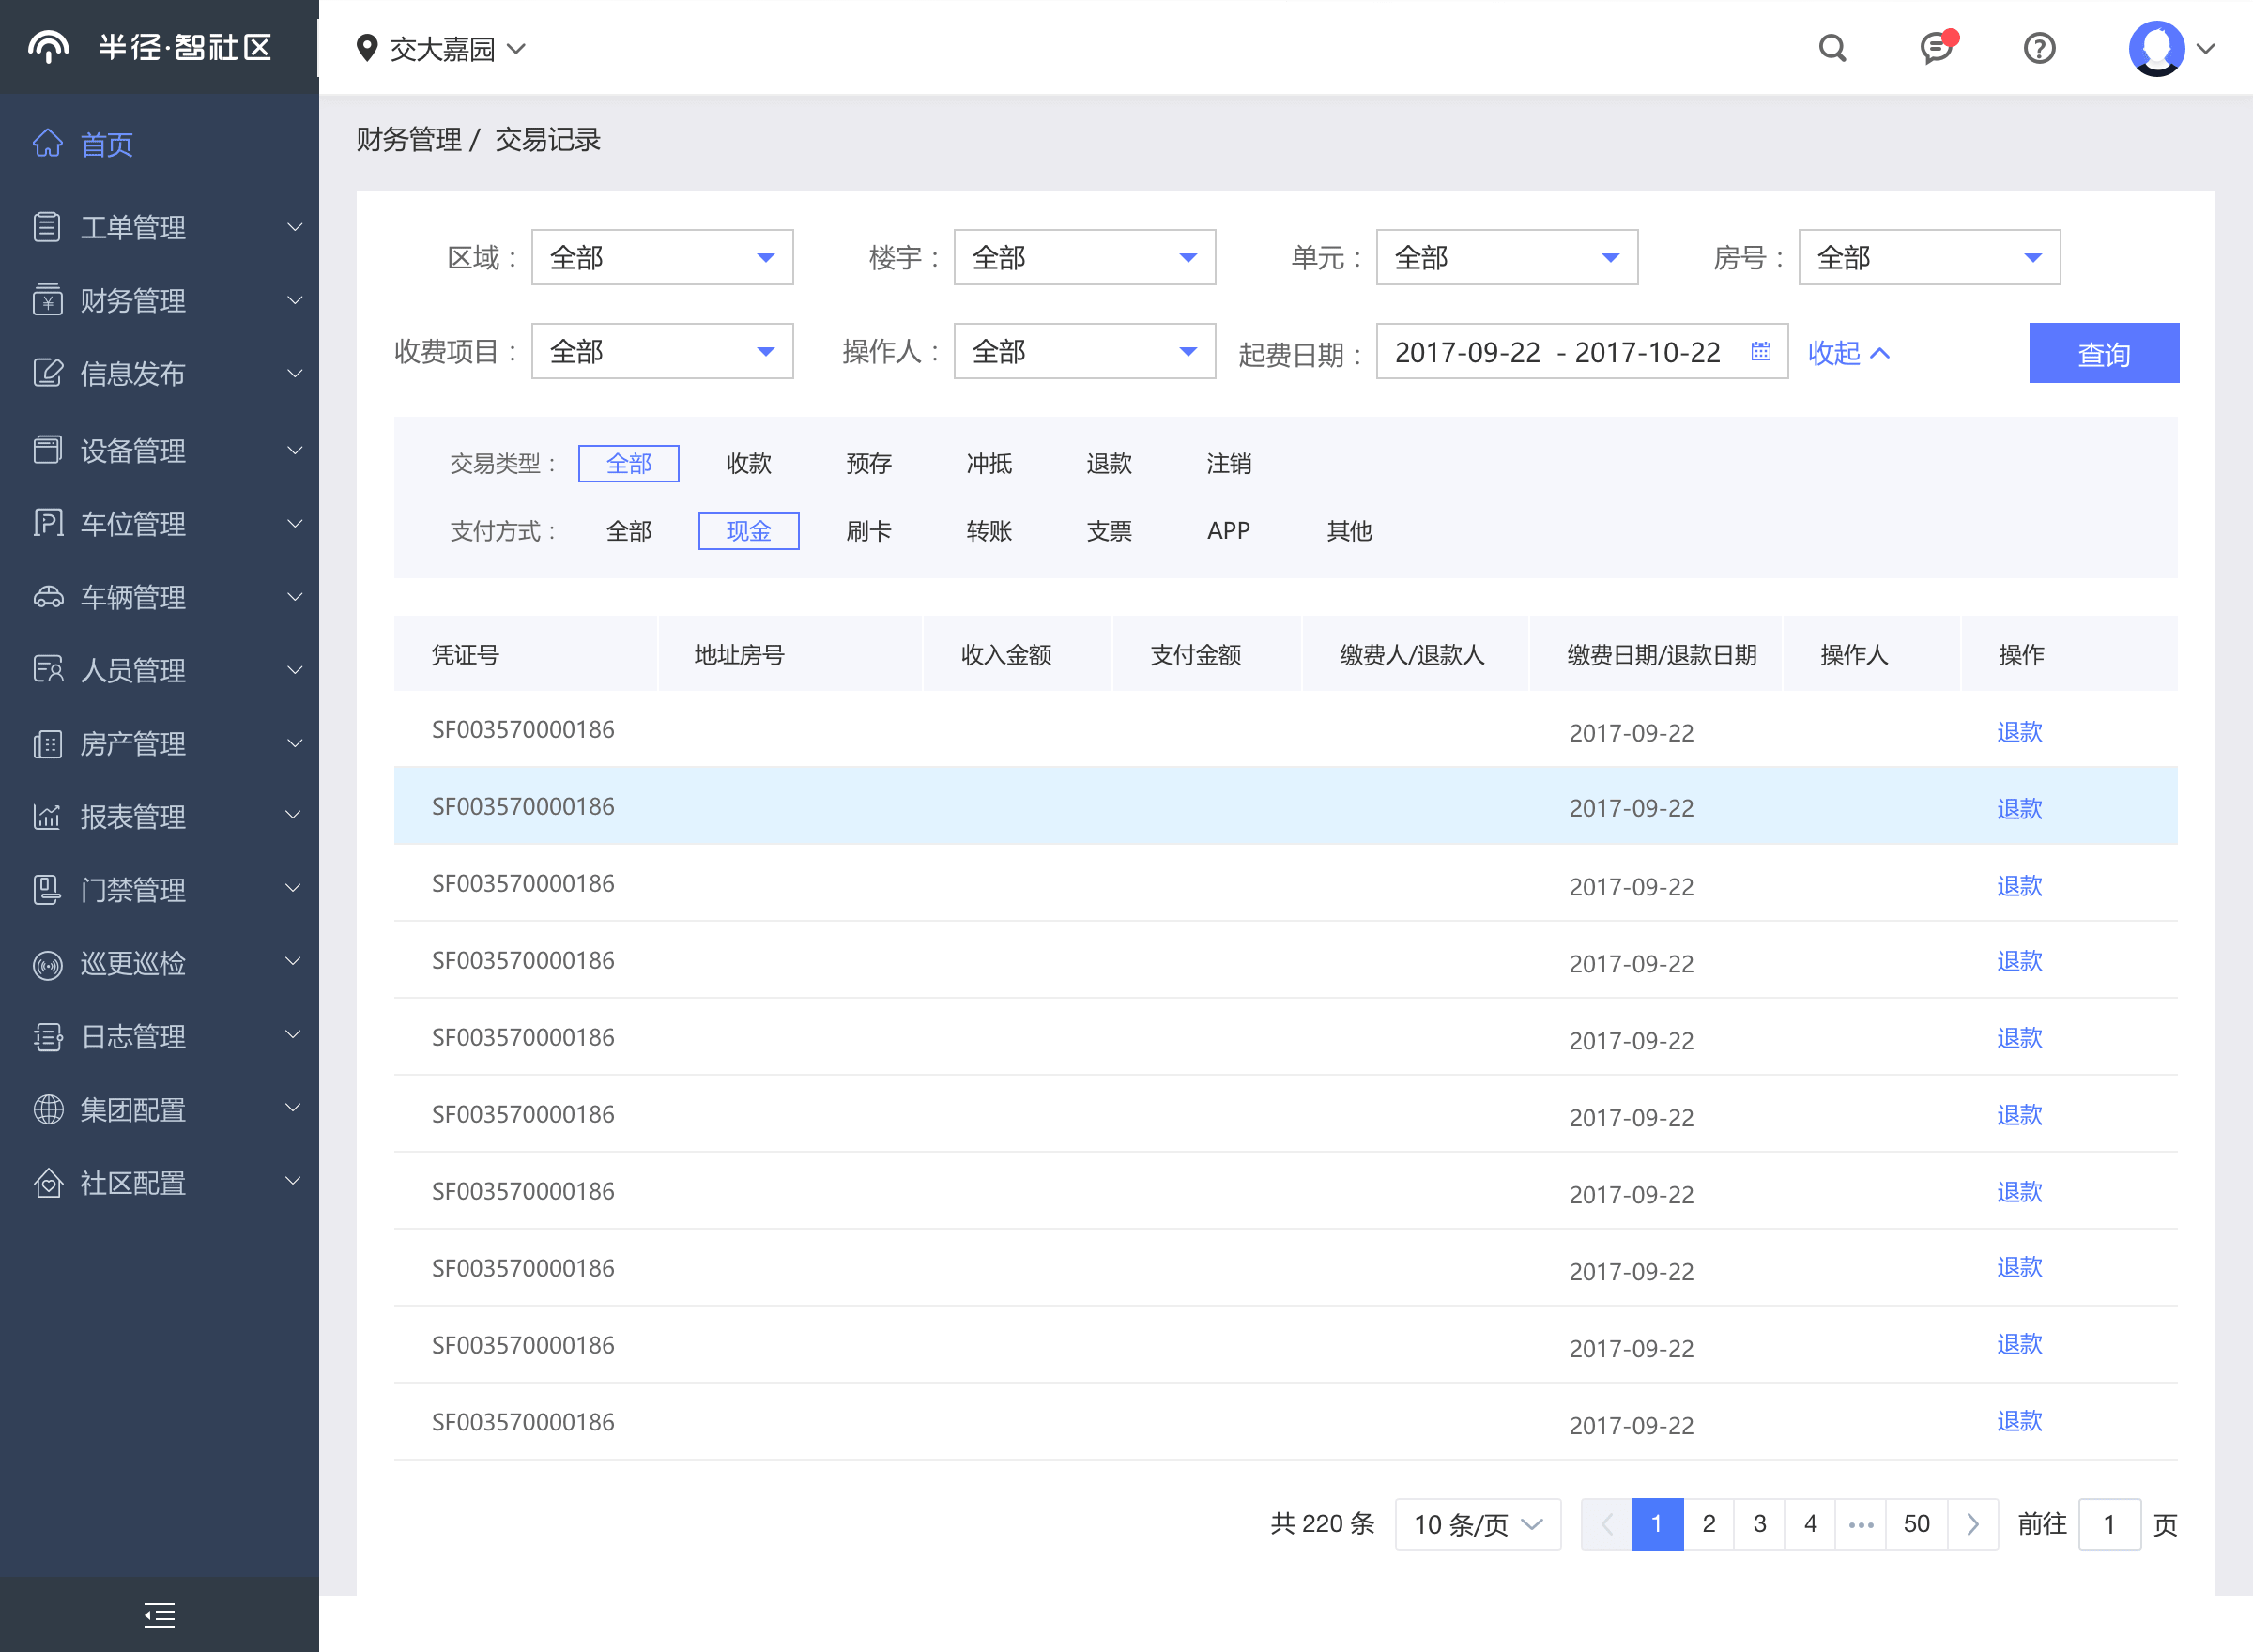 半径·智社区
交大嘉园
首页
工单管理
财务管理
信息发布
设备管理
车位管理
车辆管理
人员管理
房产管理
报表管理
门禁管理
巡更巡检
日志管理
集团配置
社区配置
财务管理 / 交易记录
区域： 全部 楼宇： 全部 单元： 全部 房号： 全部
收费项目： 全部 操作人： 全部 起费日期： 2017-09-22 - 2017-10-22 收起 查询
交易类型： 全部 收款 预存 冲抵 退款 注销
支付方式： 全部 现金 刷卡 转账 支票 APP 其他
凭证号 地址房号 收入金额 支付金额 缴费人/退款人 缴费日期/退款日期 操作人 操作
SF003570000186 2017-09-22 退款
SF003570000186 2017-09-22 退款
SF003570000186 2017-09-22 退款
SF003570000186 2017-09-22 退款
SF003570000186 2017-09-22 退款
SF003570000186 2017-09-22 退款
SF003570000186 2017-09-22 退款
SF003570000186 2017-09-22 退款
SF003570000186 2017-09-22 退款
SF003570000186 2017-09-22 退款
共 220 条 10 条/页 1 2 3 4 ••• 50 前往 1 页